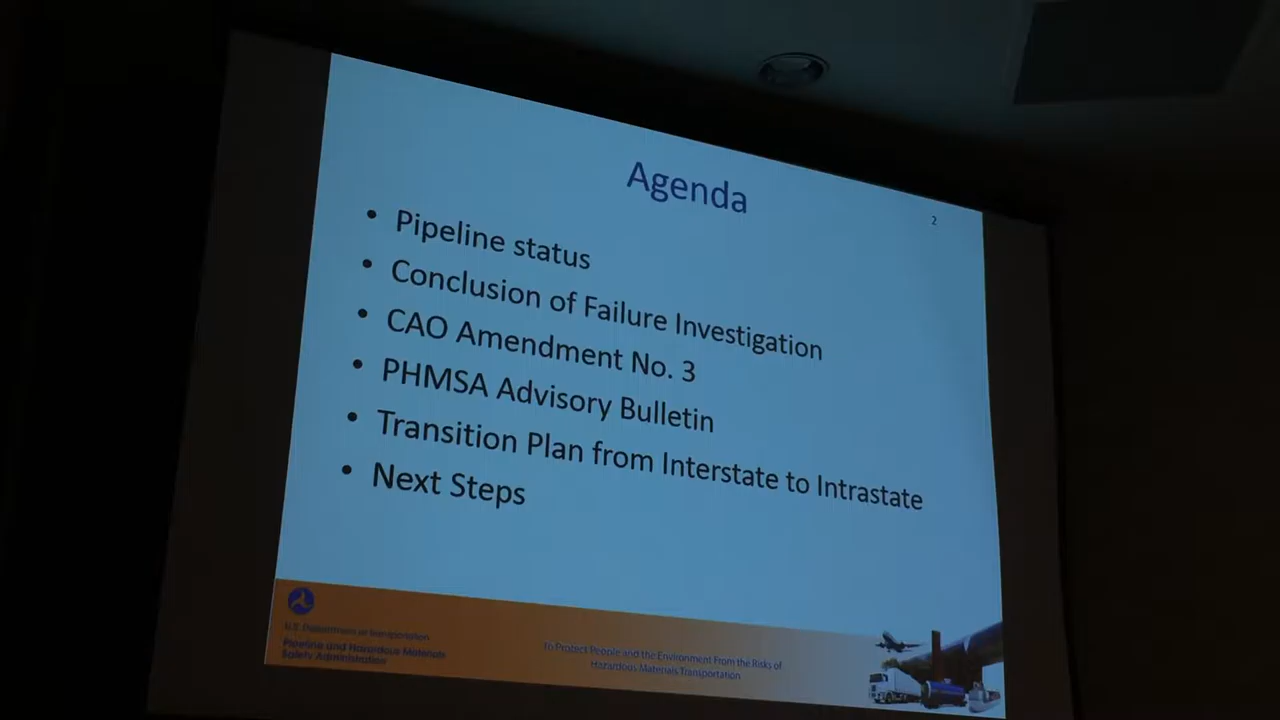 Agenda
2
• Pipeline status
• Conclusion of Failure Investigation
• CAO Amendment No. 3
• PHMSA Advisory Bulletin
• Transition Plan from Interstate to Intrastate
• Next Steps
U.S. Department of Transportation
Pipeline and Hazardous Materials
Safety Administration
To Protect People and the Environment From the Risks of
Hazardous Materials Transportation